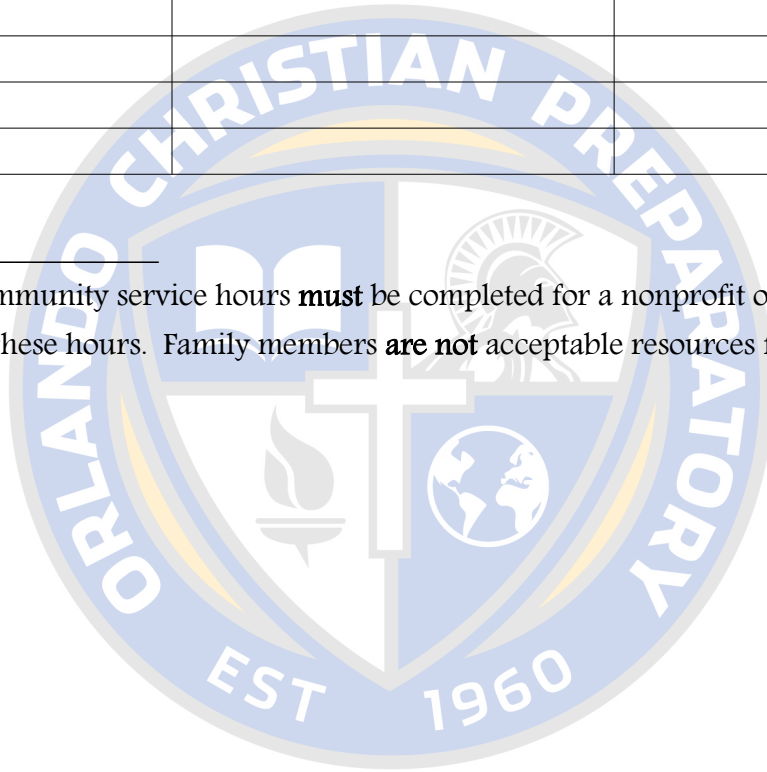 ORLANDO CHRISTIAN PREPARATORY
mmunity service hours must be completed for a nonprofit o
hese hours. Family members are not acceptable resources f
EST 1960